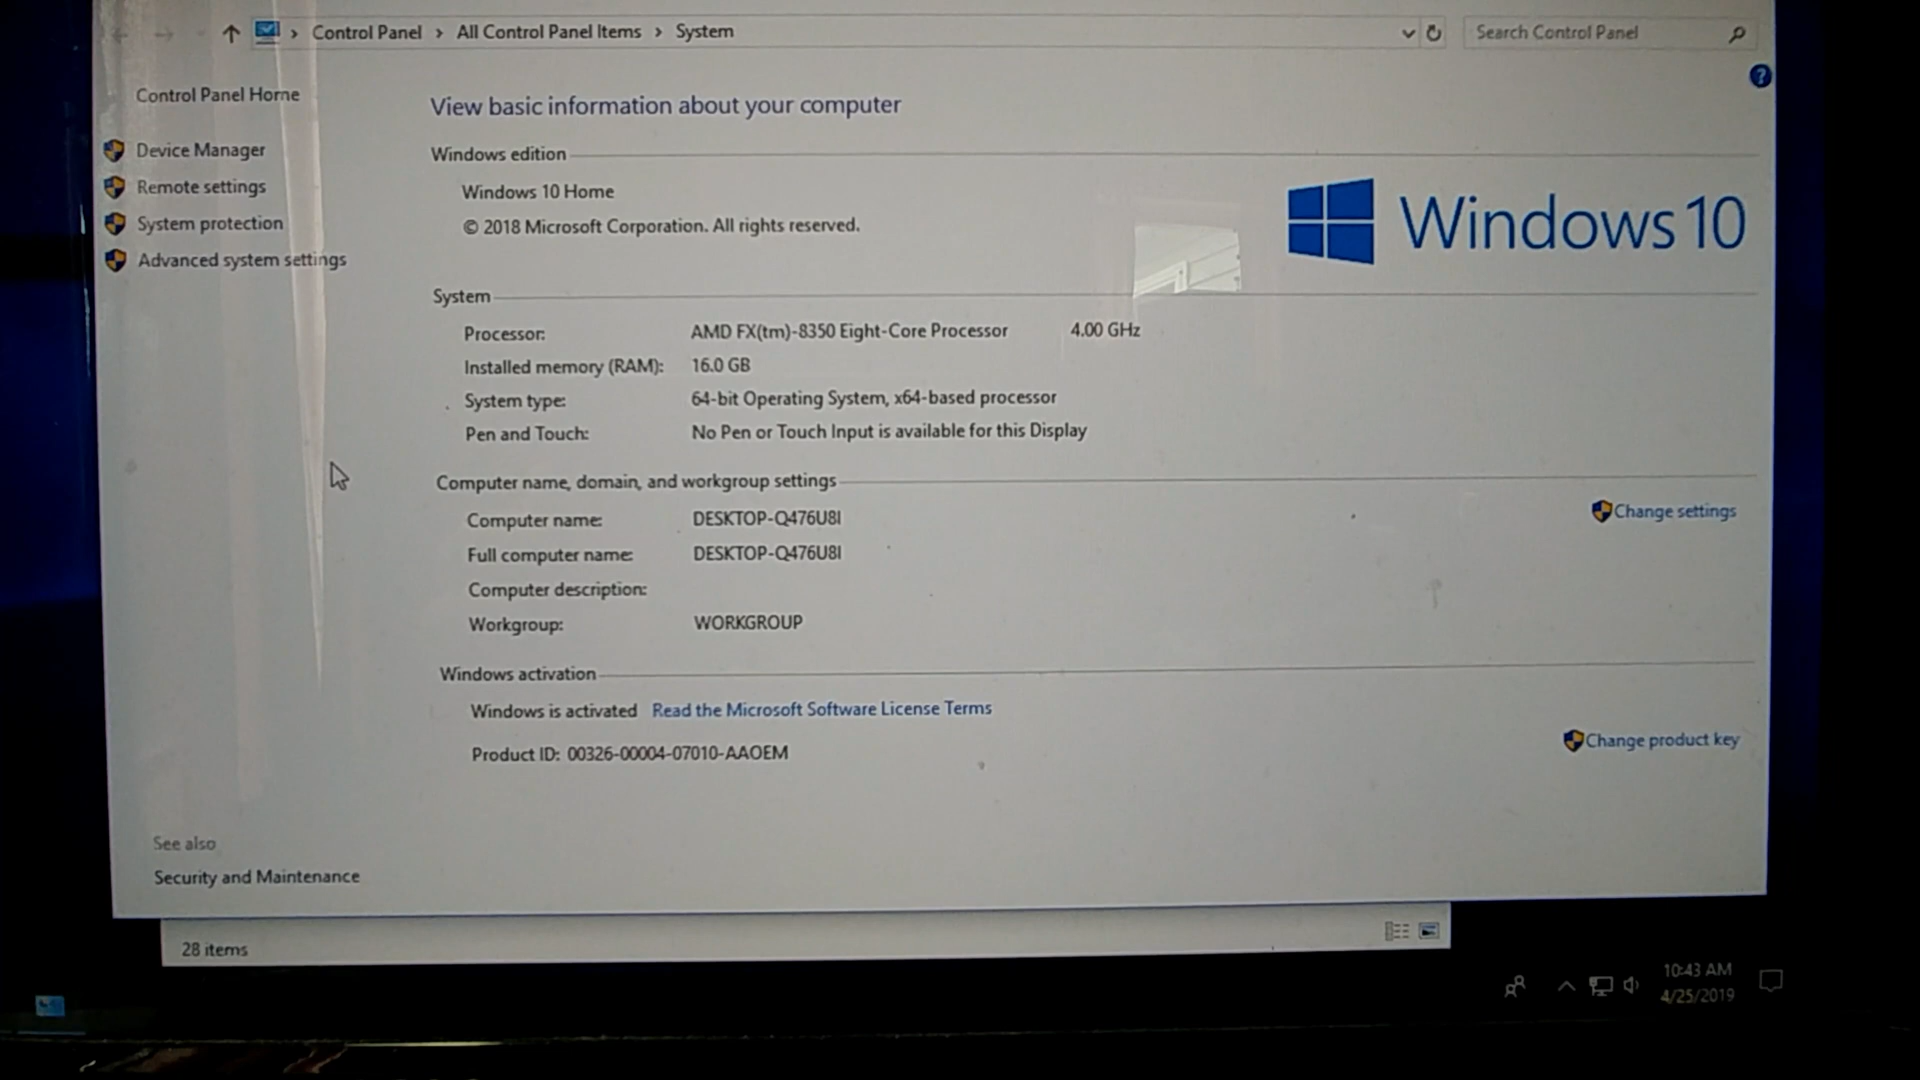 Control Panel > All Control Panel Items > System
Search Control Panel
?
Control Panel Home
Device Manager
Remote settings
System protection
Advanced system settings
View basic information about your computer
Windows edition
Windows 10 Home
© 2018 Microsoft Corporation. All rights reserved.
Windows 10
System
Processor: AMD FX(tm)-8350 Eight-Core Processor 4.00 GHz
Installed memory (RAM): 16.0 GB
System type: 64-bit Operating System, x64-based processor
Pen and Touch: No Pen or Touch Input is available for this Display
Computer name, domain, and workgroup settings
Computer name: DESKTOP-Q476U8I
Change settings
Full computer name: DESKTOP-Q476U8I
Computer description:
Workgroup: WORKGROUP
Windows activation
Windows is activated Read the Microsoft Software License Terms
Product ID: 00326-00004-07010-AAOEM
Change product key
See also
Security and Maintenance
28 items
10:43 AM
4/25/2019